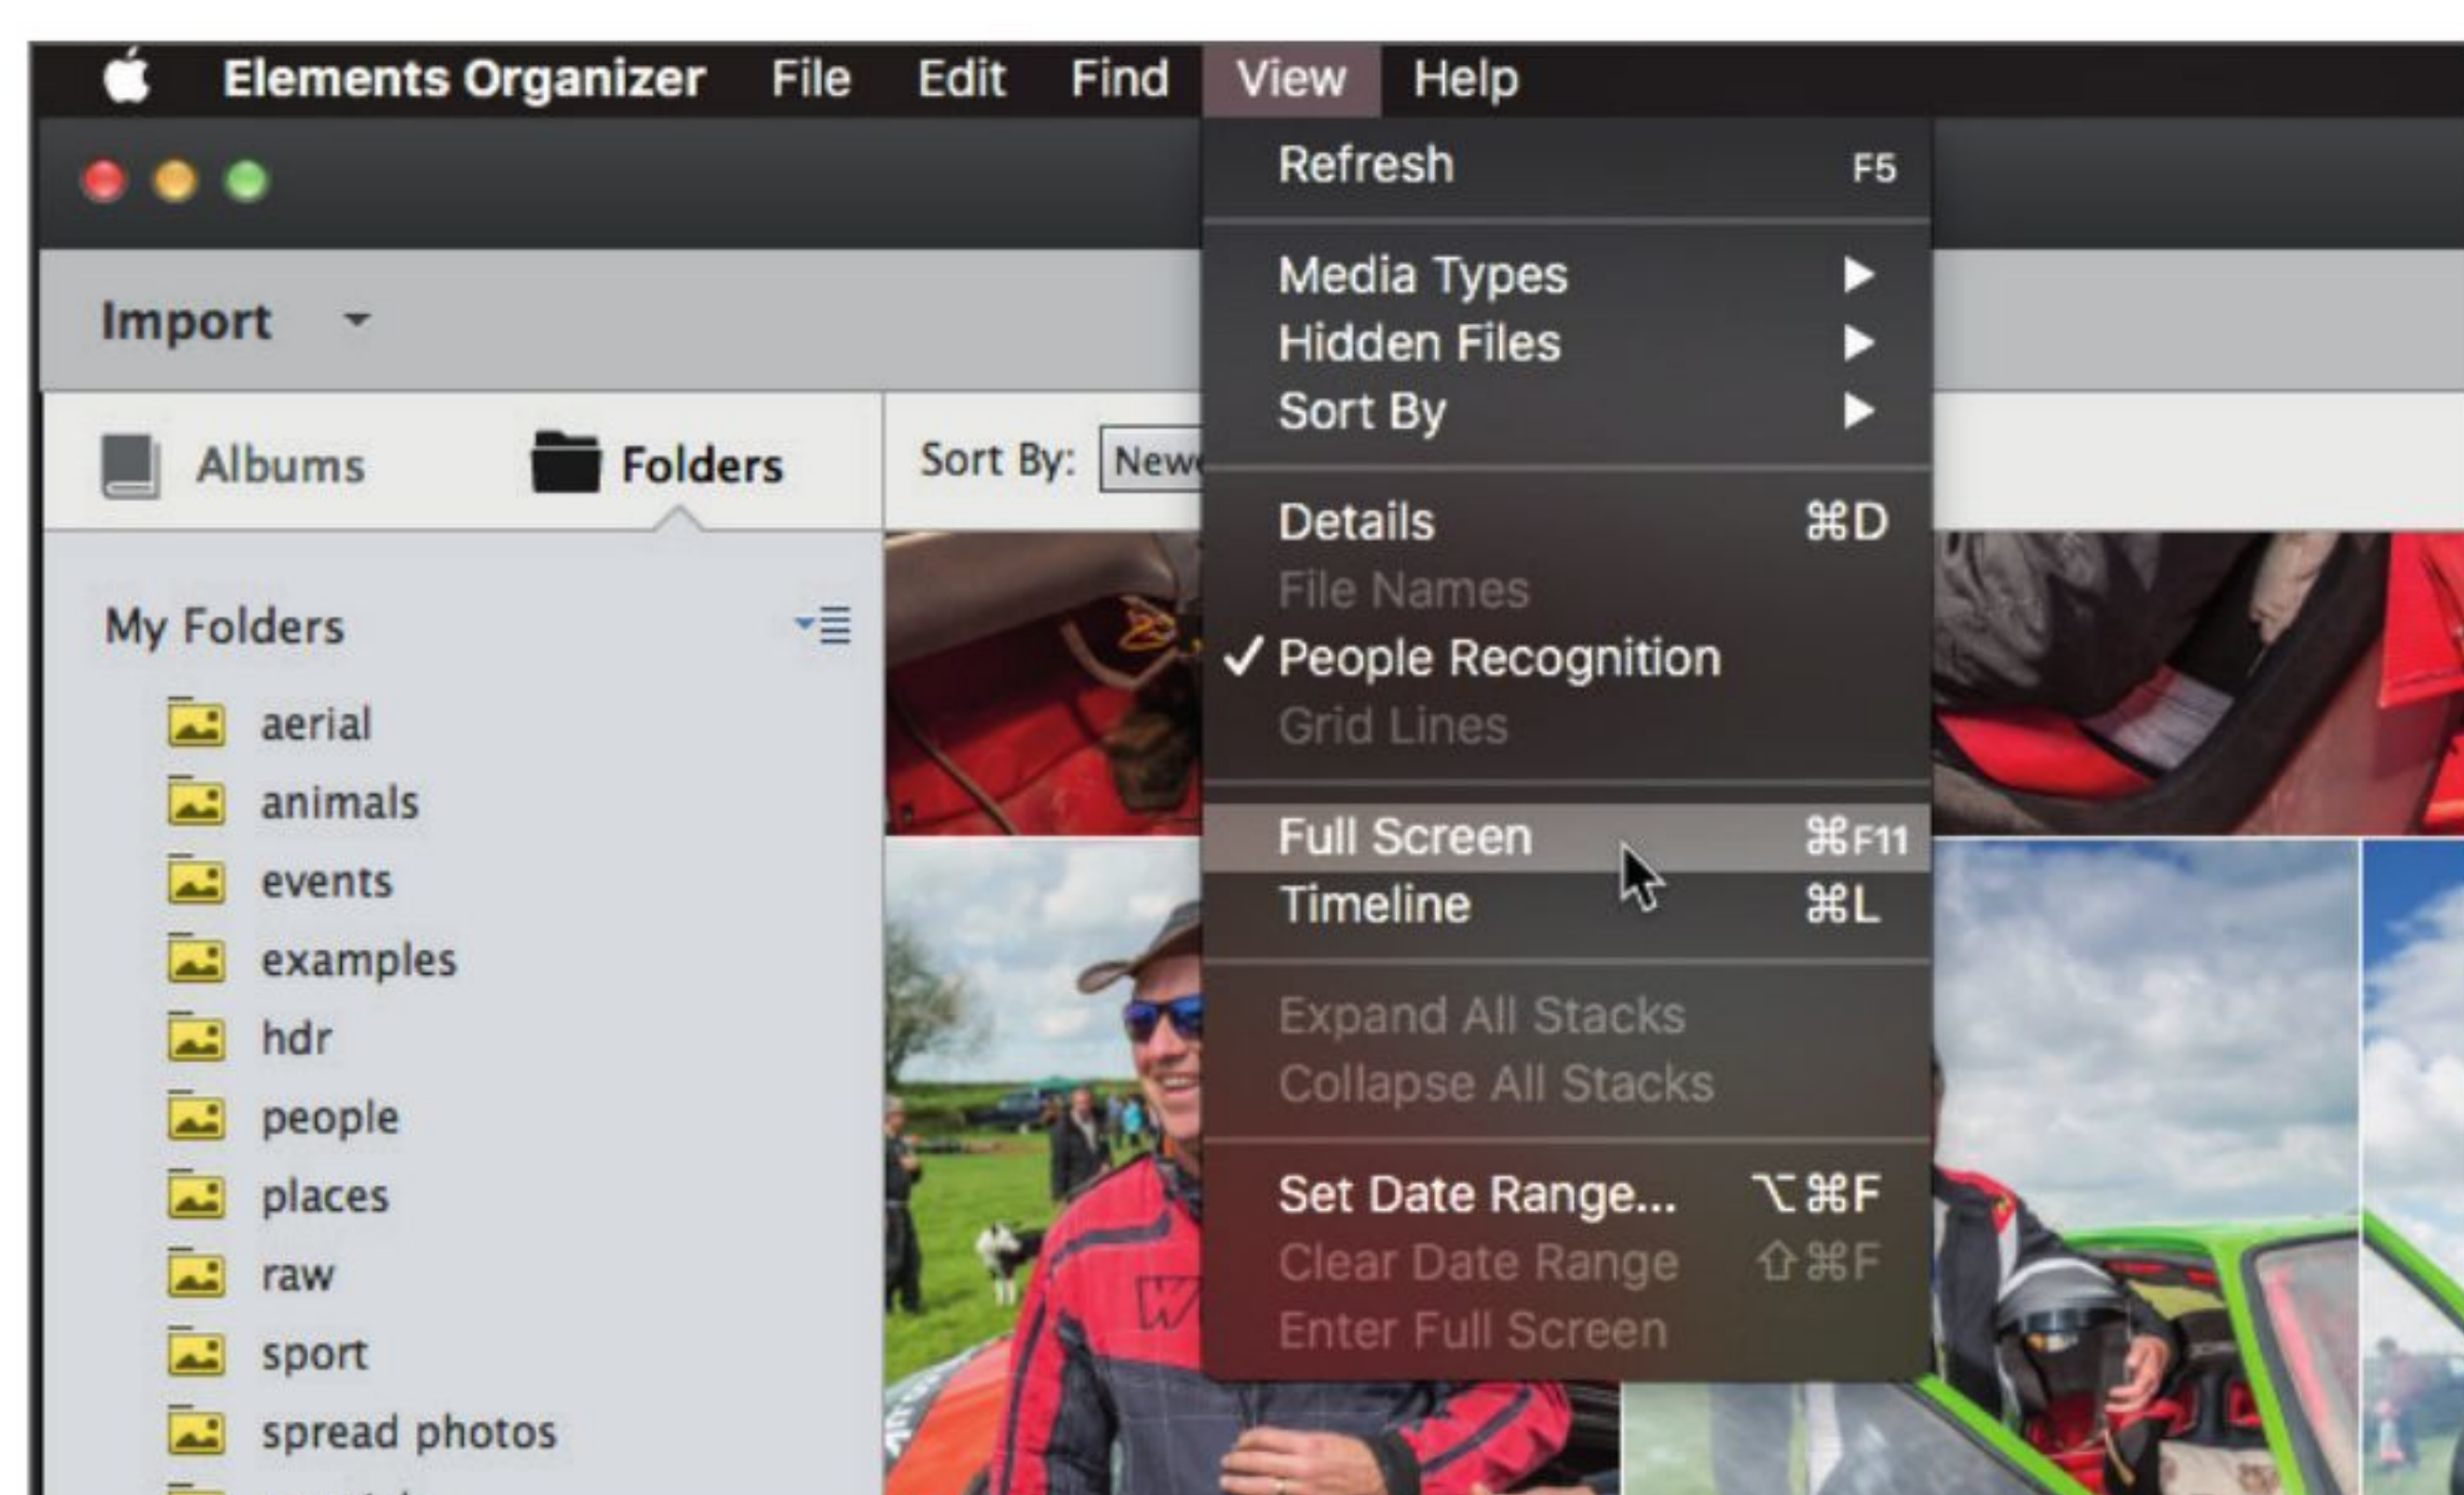 Elements Organizer File Edit Find View Help
Refresh F5
Import
Media Types
Hidden Files
Sort By
Albums Folders Sort By:
Details ⌘D
File Names
My Folders
People Recognition
Grid Lines
aerial
animals
Full Screen ⌘F11
events
Timeline ⌘L
examples
Expand All Stacks
hdr
Collapse All Stacks
people
places
Set Date Range... ⌥⌘F
raw
Clear Date Range ⇧⌘F
Enter Full Screen
sport
spread photos